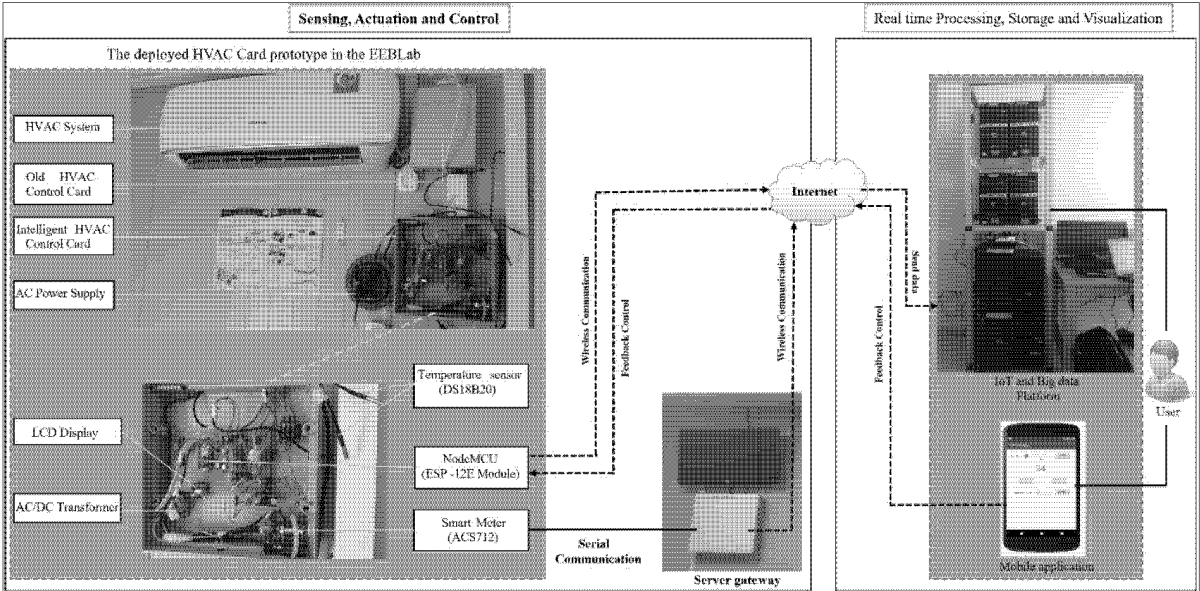 Sensing, Actuation and Control
Real time Processing, Storage and Visualization
The deployed HVAC Card prototype in the EEBLab
HVAC System
Old HVAC
Control Card
Intelligent HVAC
Control Card
AC Power Supply
Internet
Wireless Communication
Feedback Control
Wireless Communication
Send data
Feedback Control
Temperature sensor
(DS18B20)
LCD Display
NodeMCU
(ESP -12E Module)
AC/DC Transformer
Smart Meter
(ACS712)
Serial
Communication
Server gateway
IoT and Big data
Platform
User
Mobile application